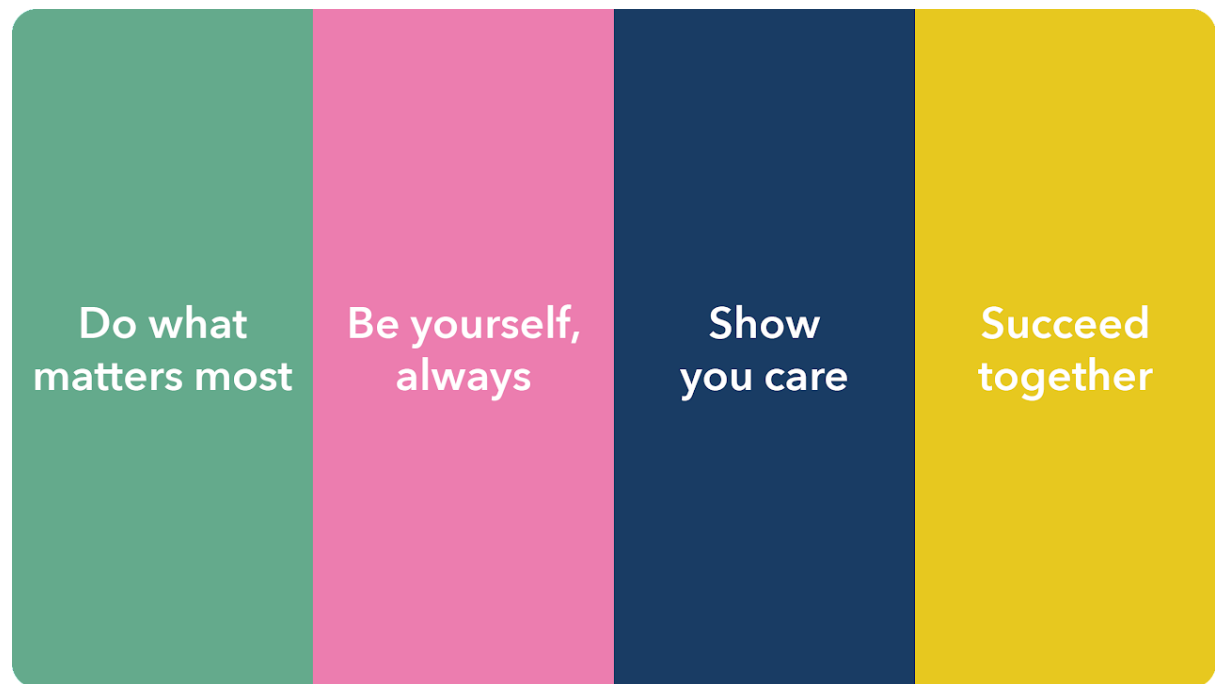 Do what
matters most
Be yourself,
always
Show
you care
Succeed
together